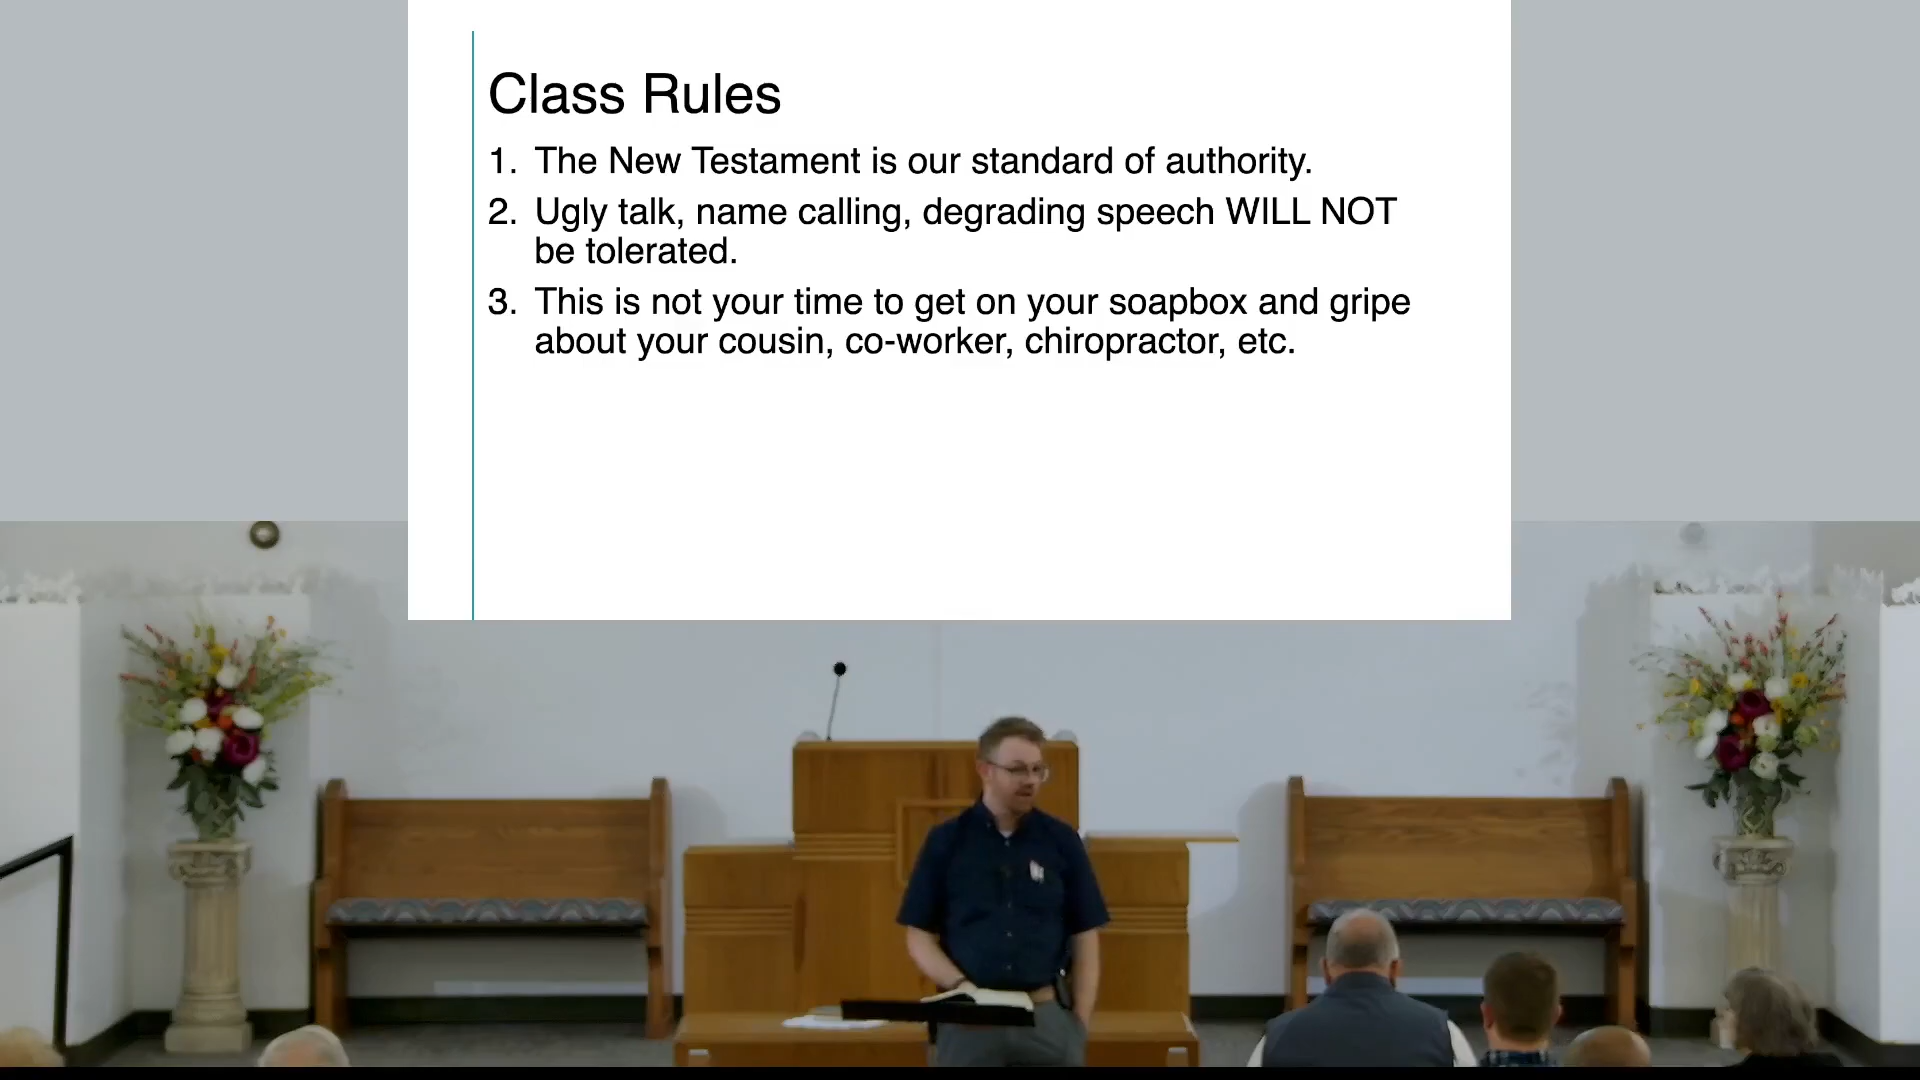 Class Rules
1. The New Testament is our standard of authority.
2. Ugly talk, name calling, degrading speech WILL NOT
be tolerated.
3. This is not your time to get on your soapbox and gripe
about your cousin, co-worker, chiropractor, etc.